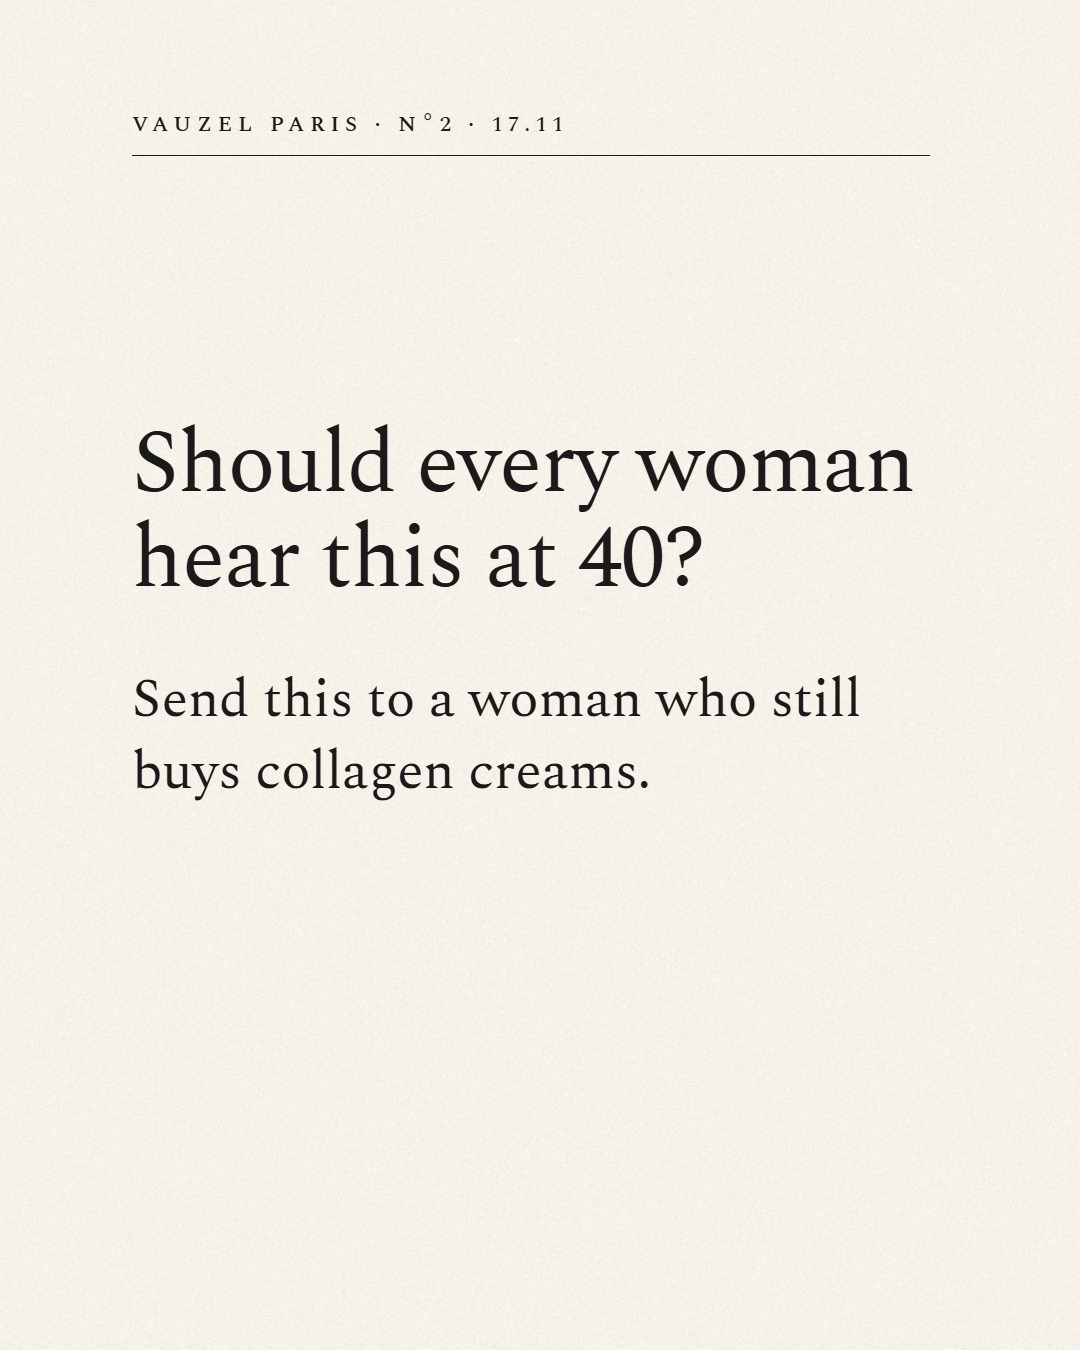 VAUZEL PARIS · N°2 · 17.11
Should every woman
hear this at 40?
Send this to a woman who still
buys collagen creams.